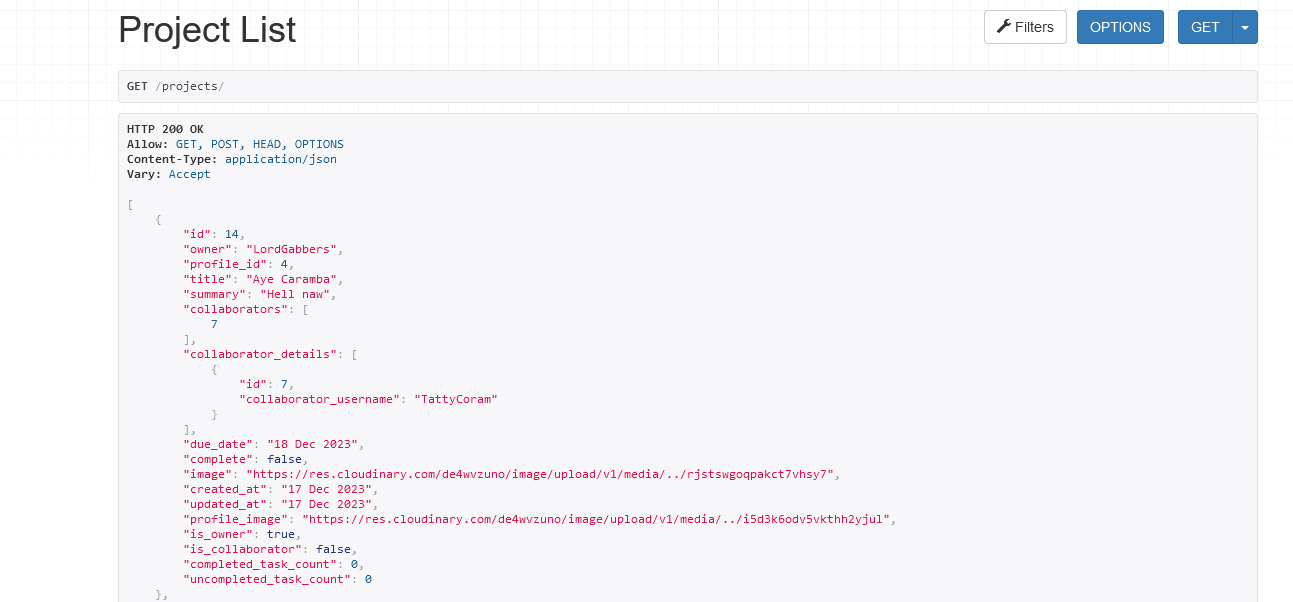 Project List
Filters OPTIONS GET
GET /projects/
HTTP 200 OK
Allow: GET, POST, HEAD, OPTIONS
Content-Type: application/json
Vary: Accept
[
{
"id": 14,
"owner": "LordGabbers",
"profile_id": 4,
"title": "Aye Caramba",
"summary": "Hell naw",
"collaborators": [
7
],
"collaborator_details": [
{
"id": 7,
"collaborator_username": "TattyCoram"
}
],
"due_date": "18 Dec 2023",
"complete": false,
"image": "https://res.cloudinary.com/de4wvzuno/image/upload/v1/media/../rjstswgoqpakct7vhsy7",
"created_at": "17 Dec 2023",
"updated_at": "17 Dec 2023",
"profile_image": "https://res.cloudinary.com/de4wvzuno/image/upload/v1/media/../i5d3k6odv5vkthh2yjul",
"is_owner": true,
"is_collaborator": false,
"completed_task_count": 0,
"uncompleted_task_count": 0
},